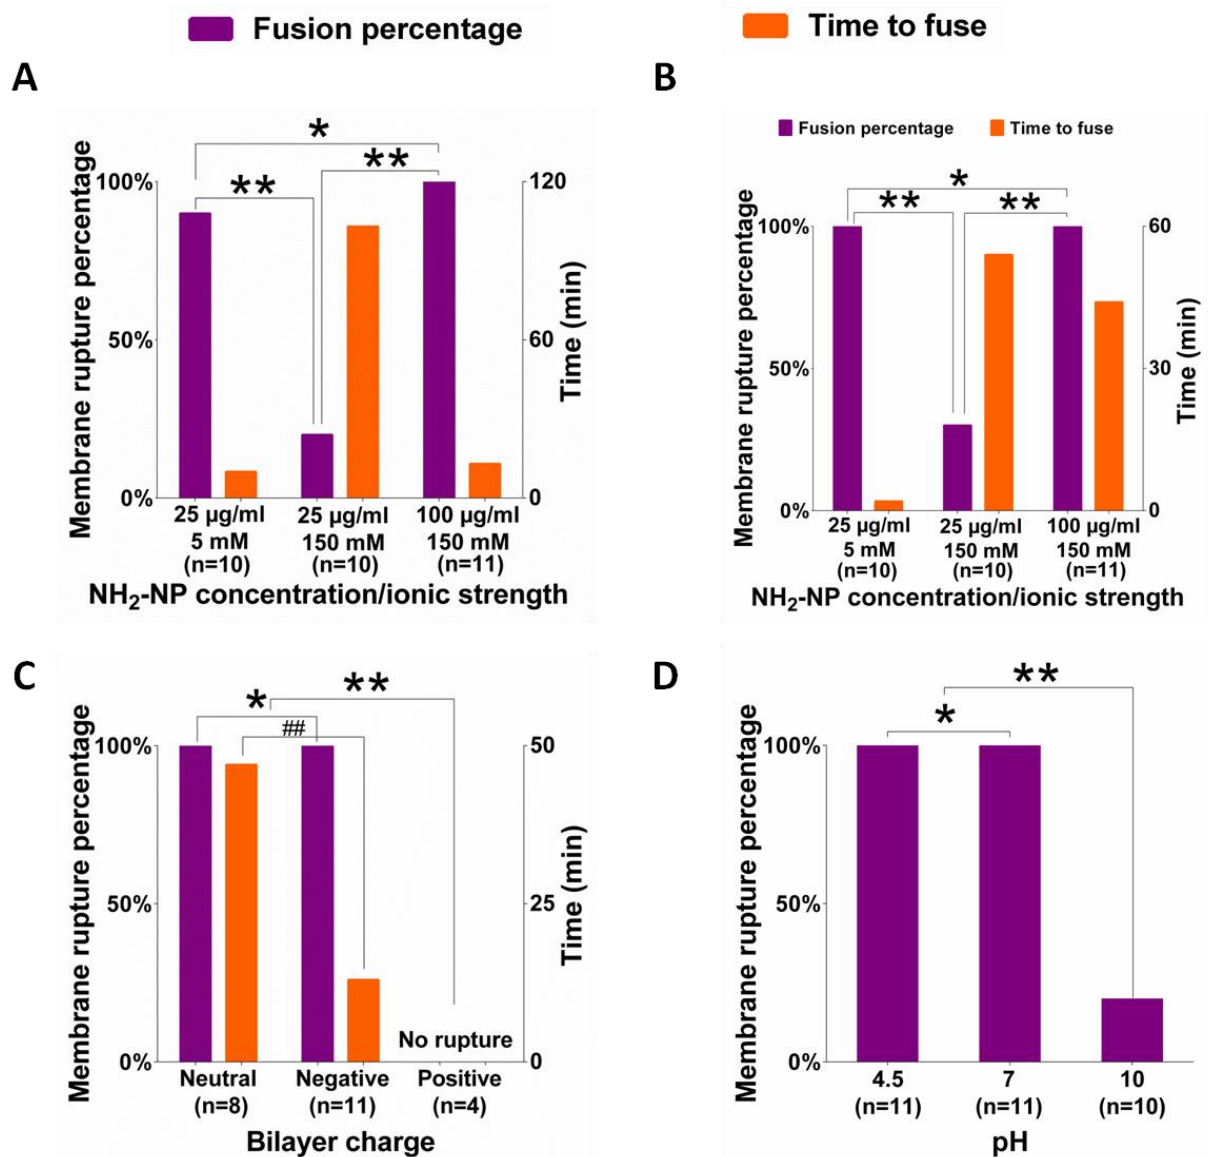 Fusion percentage
Time to fuse
A
*
**
**
Membrane rupture percentage
100%
50%
0%
120
60
0
Time (min)
25 µg/ml
5 mM
(n=10)
25 µg/ml
150 mM
(n=10)
100 µg/ml
150 mM
(n=11)
NH₂-NP concentration/ionic strength
B
Fusion percentage
Time to fuse
*
**
**
Membrane rupture percentage
100%
50%
0%
60
30
0
Time (min)
25 µg/ml
5 mM
(n=10)
25 µg/ml
150 mM
(n=10)
100 µg/ml
150 mM
(n=11)
NH₂-NP concentration/ionic strength
C
**
*
##
Membrane rupture percentage
100%
50%
0%
50
25
0
Time (min)
No rupture
Neutral
(n=8)
Negative
(n=11)
Positive
(n=4)
Bilayer charge
D
**
*
Membrane rupture percentage
100%
50%
0%
4.5
(n=11)
7
(n=11)
10
(n=10)
pH